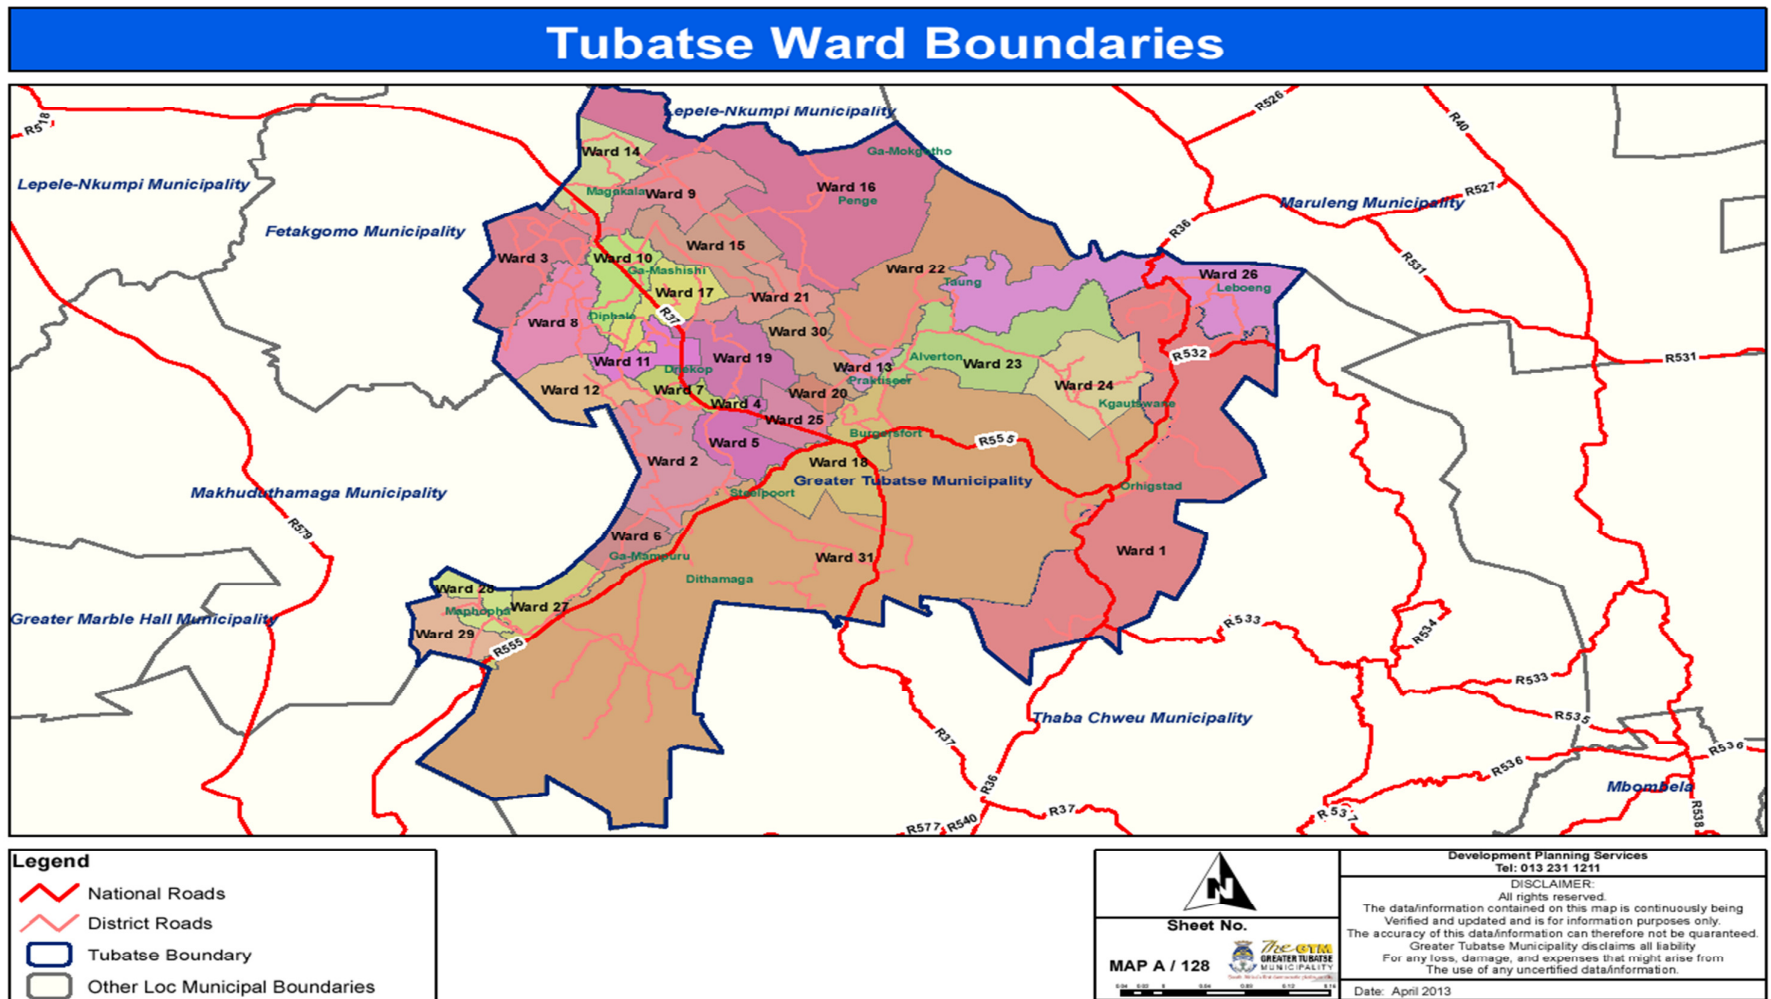 Tubatse Ward Boundaries
R518
Lepele-Nkumpi Municipality
R526
R40
Ward 14
Ga-Mokgotho
Lepele-Nkumpi Municipality
Magakala
Ward 9
Ward 16
Penge
R527
Maruleng Municipality
Fetakgomo Municipality
R36
Ward 3
Ward 10
Ward 15
Ga-Mashishi
Ward 22
Taung
Ward 26
Leboeng
R531
Ward 17
Ward 21
Diphale
R37
Ward 8
Ward 30
Ward 11
Ward 19
Driekop
Ward 13
Praktiseer
Alverton
Ward 23
R532
R531
Ward 12
Ward 7
Ward 4
Ward 20
Ward 24
Kgautswane
Ward 25
Ward 5
Burgersfort
R555
Ward 2
Ward 18
Greater Tubatse Municipality
Makhuduthamaga Municipality
Steelpoort
Orhigstad
R579
Ward 6
Ga-Mampuru
Ward 31
Ward 1
Dithamaga
Ward 28
Maphopha
Ward 27
Greater Marble Hall Municipality
Ward 29
R555
R533
R534
R533
Thaba Chweu Municipality
R535
R37
R536
R536
R36
Mbombela
R577
R540
R37
R537
R538
Legend
National Roads
District Roads
Tubatse Boundary
Other Loc Municipal Boundaries
N
Sheet No.
MAP A / 128
The GTM
GREATER TUBATSE
MUNICIPALITY
Development Planning Services
Tel: 013 231 1211
DISCLAIMER:
All rights reserved.
The data/information contained on this map is continuously being
Verified and updated and is for information purposes only.
The accuracy of this data/information can therefore not be quaranteed.
Greater Tubatse Municipality disclaims all liability
For any loss, damage, and expenses that might arise from
The use of any uncertified data/information.
Date: April 2013